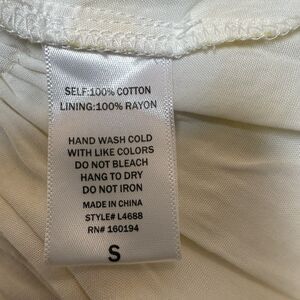 SELF:100% COTTON
LINING:100% RAYON
HAND WASH COLD
WITH LIKE COLORS
DO NOT BLEACH
HANG TO DRY
DO NOT IRON
MADE IN CHINA
STYLE# L4688
RN# 160194
S